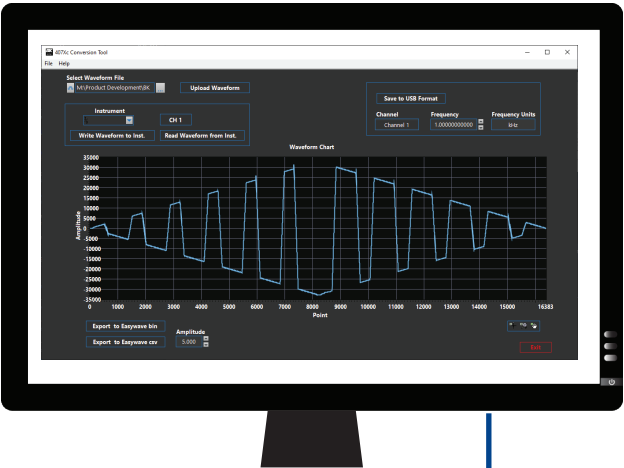 407Xc Conversion Tool
File Help
Select Waveform File
M:\Product Development\BK
...
Upload Waveform
Instrument
CH 1
Write Waveform to Inst.
Read Waveform from Inst.
Save to USB Format
Channel
Frequency
Frequency Units
Channel 1
1.00000000000
kHz
Waveform Chart
Amplitude
35000
30000
25000
20000
15000
10000
5000
0
-5000
-10000
-15000
-20000
-25000
-30000
-35000
0 1000 2000 3000 4000 5000 6000 7000 8000 9000 10000 11000 12000 13000 14000 15000 16383
Point
Export to Easywave bin
Export to Easywave csv
Amplitude
5.000
Exit